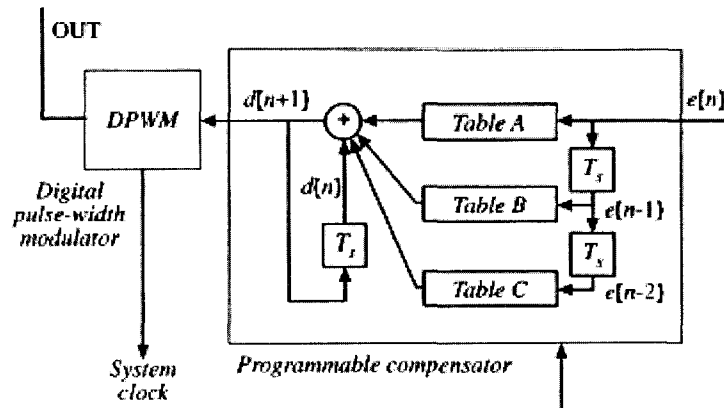 OUT
DPWM
Digital
pulse-width
modulator
System
clock
d[n+1]
+
d[n]
T_s
Table A
Table B
Table C
e[n]
T_s
e[n-1]
T_s
e[n-2]
Programmable compensator